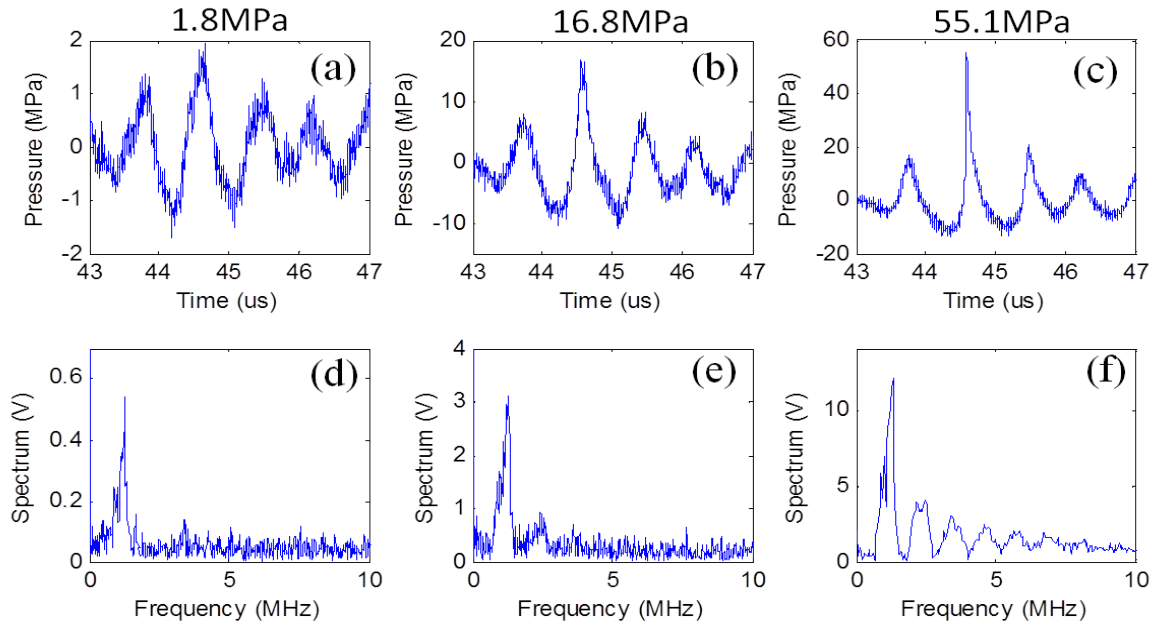 1.8MPa
16.8MPa
55.1MPa
2
1
0
-1
-2
Pressure (MPa)
(a)
43 44 45 46 47
Time (us)
20
10
0
-10
Pressure (MPa)
(b)
43 44 45 46 47
Time (us)
60
40
20
0
-20
Pressure (MPa)
(c)
43 44 45 46 47
Time (us)
0.6
0.4
0.2
0
Spectrum (V)
(d)
0 5 10
Frequency (MHz)
4
3
2
1
0
Spectrum (V)
(e)
0 5 10
Frequency (MHz)
10
5
0
Spectrum (V)
(f)
0 5 10
Frequency (MHz)